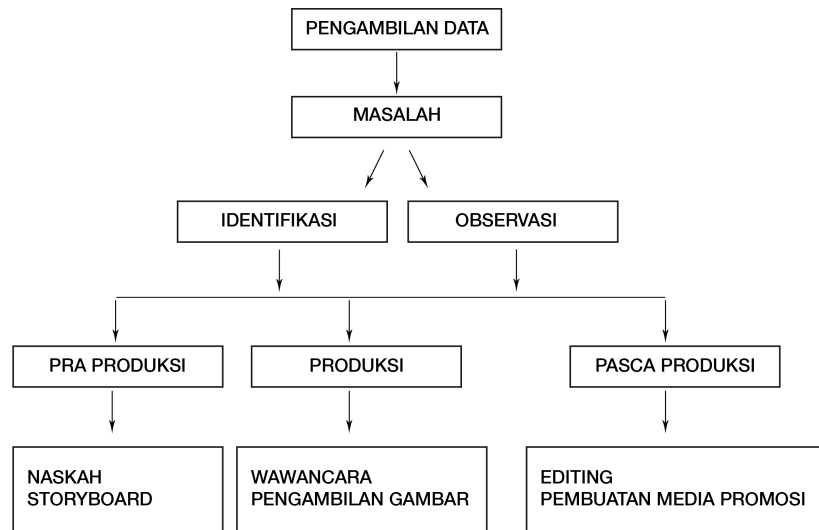 PENGAMBILAN DATA
MASALAH
IDENTIFIKASI
OBSERVASI
PRA PRODUKSI
PRODUKSI
PASCA PRODUKSI
NASKAH
STORYBOARD
WAWANCARA
PENGAMBILAN GAMBAR
EDITING
PEMBUATAN MEDIA PROMOSI